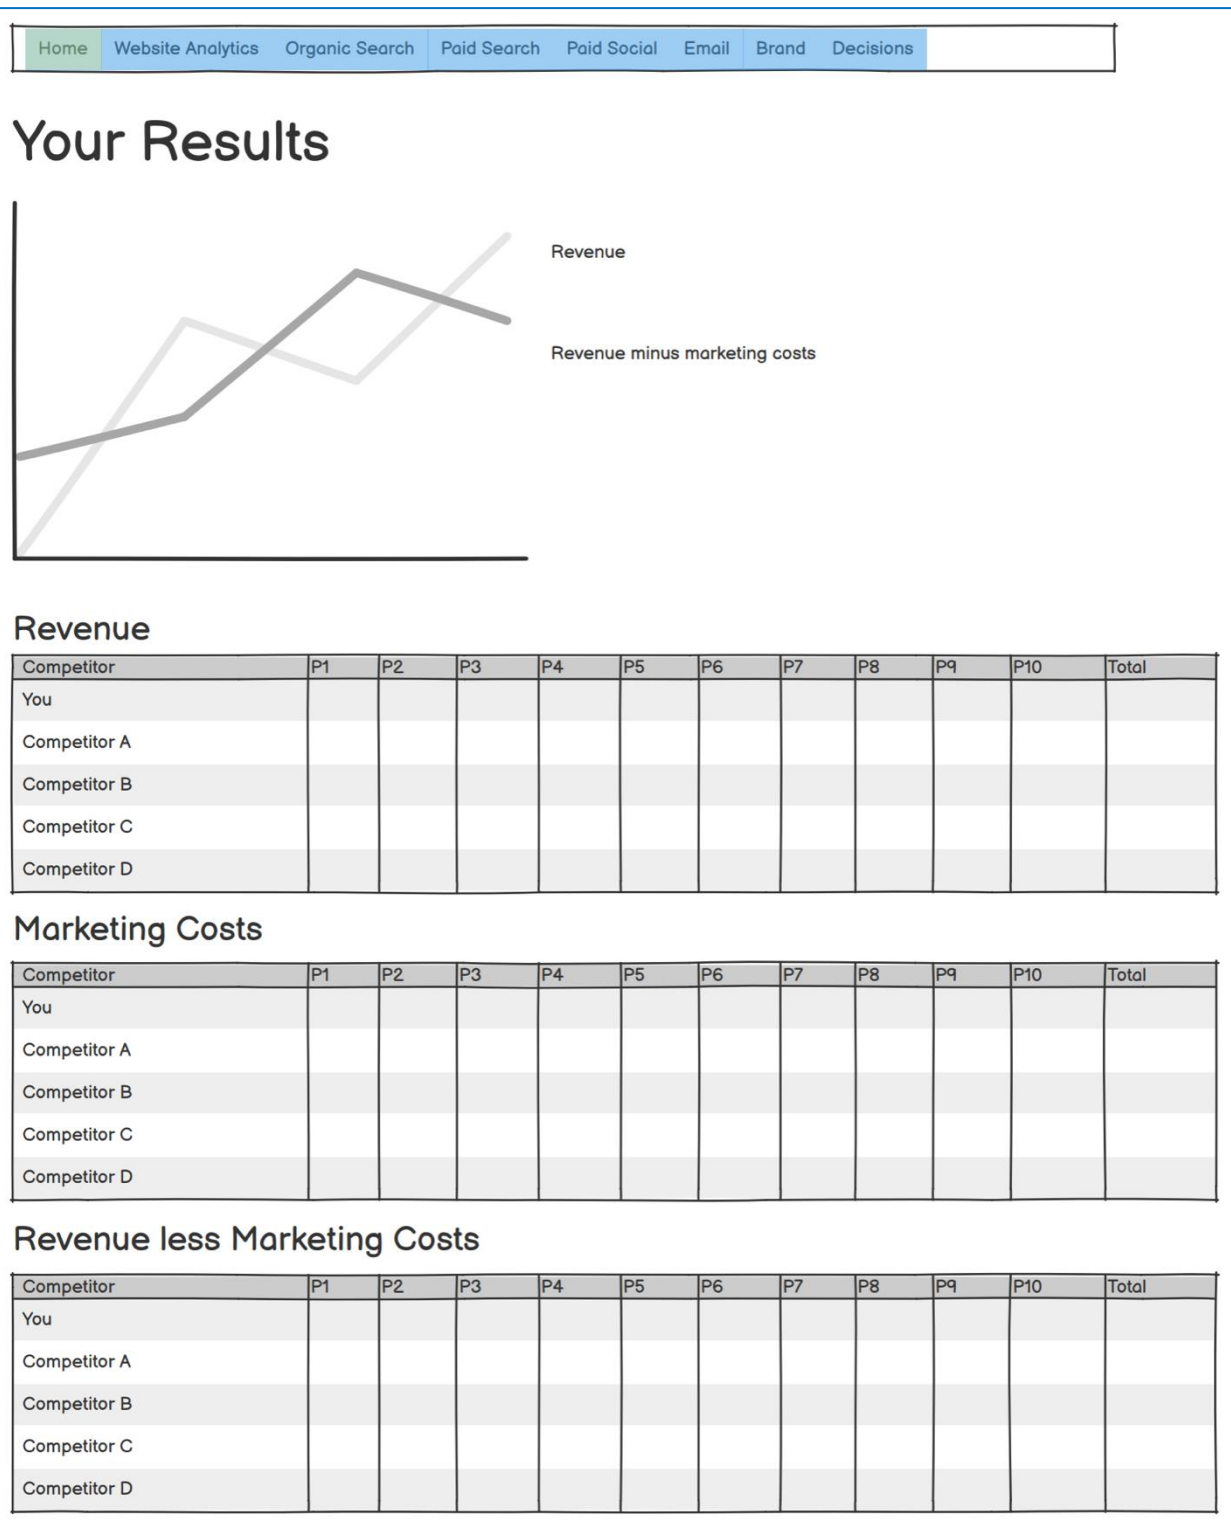 Home Website Analytics Organic Search Paid Search Paid Social Email Brand Decisions
Your Results
Revenue
Revenue minus marketing costs
Revenue
Competitor P1 P2 P3 P4 P5 P6 P7 P8 P9 P10 Total
You
Competitor A
Competitor B
Competitor C
Competitor D
Marketing Costs
Competitor P1 P2 P3 P4 P5 P6 P7 P8 P9 P10 Total
You
Competitor A
Competitor B
Competitor C
Competitor D
Revenue less Marketing Costs
Competitor P1 P2 P3 P4 P5 P6 P7 P8 P9 P10 Total
You
Competitor A
Competitor B
Competitor C
Competitor D